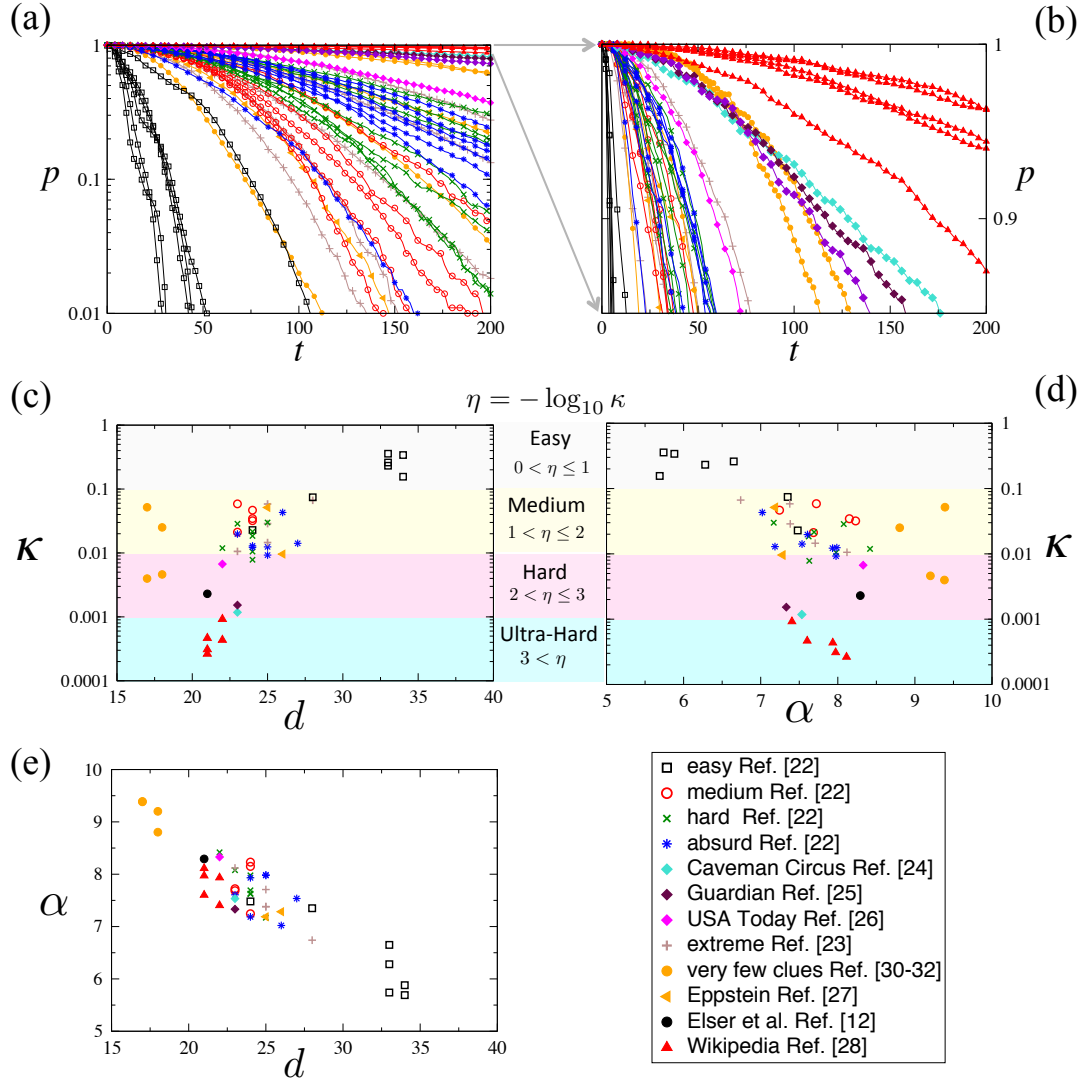 (a)
(b)
1
0.1
0.01
p
0 50 100 150 200
t
1
0.9
p
0 50 100 150 200
t
(c)
η = − log₁₀ κ
(d)
1
0.1
0.01
0.001
0.0001
κ
15 20 25 30 35 40
d
Easy
0 < η ≤ 1
Medium
1 < η ≤ 2
Hard
2 < η ≤ 3
Ultra-Hard
3 < η
1
0.1
0.01
0.001
0.0001
κ
5 6 7 8 9 10
α
(e)
10
9
8
7
6
5
α
15 20 25 30 35 40
d
easy Ref. [22]
medium Ref. [22]
hard Ref. [22]
absurd Ref. [22]
Caveman Circus Ref. [24]
Guardian Ref. [25]
USA Today Ref. [26]
extreme Ref. [23]
very few clues Ref. [30-32]
Eppstein Ref. [27]
Elser et al. Ref. [12]
Wikipedia Ref. [28]